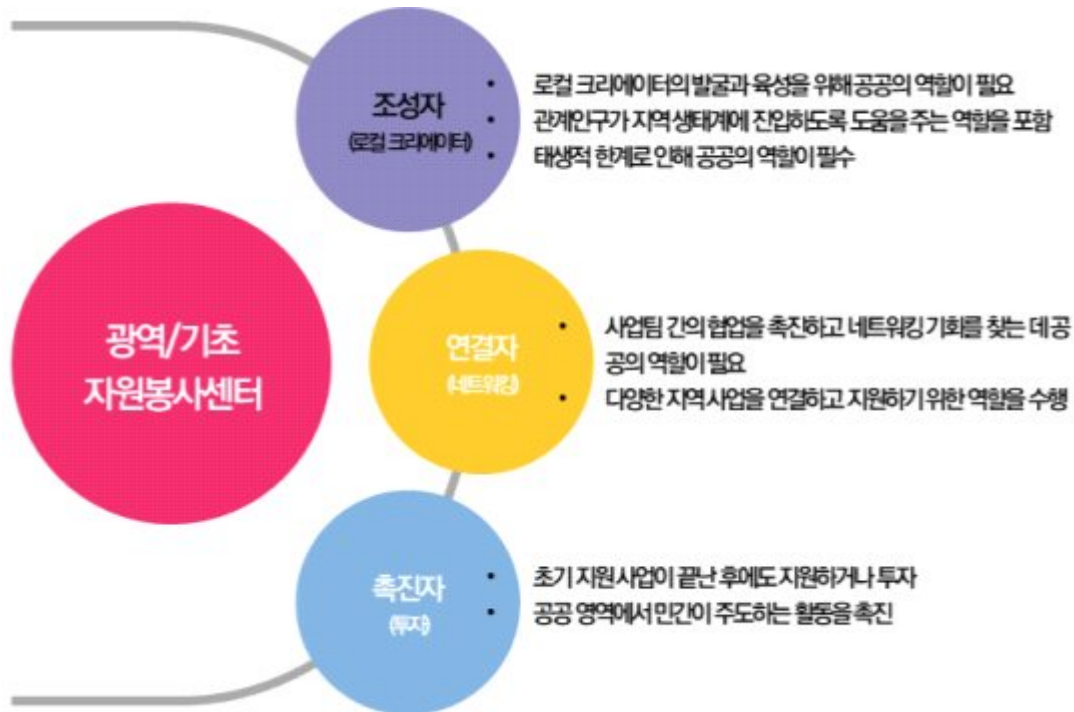 조성자
(로컬 크리에이터)
• 로컬 크리에이터의 발굴과 육성을 위해 공공의 역할이 필요
• 관계인구가 지역 생태계에 진입하도록 도움을 주는 역할을 포함
• 태생적 한계로 인해 공공의 역할이 필수
광역/기초
자원봉사센터
연결자
(네트워킹)
• 사업팀 간의 협업을 촉진하고 네트워킹 기회를 찾는 데 공
공의 역할이 필요
• 다양한 지역 사업을 연결하고 지원하기 위한 역할을 수행
촉진자
(투자)
• 초기 지원 사업이 끝난 후에도 지원하거나 투자
• 공공 영역에서 민간이 주도하는 활동을 촉진